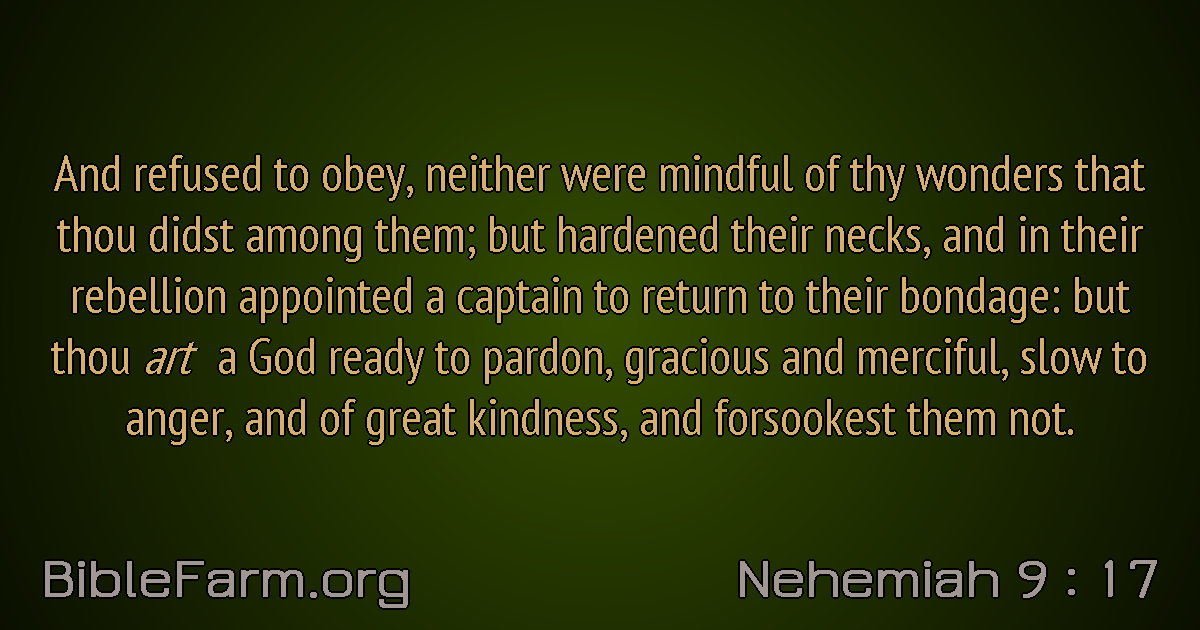 And refused to obey, neither were mindful of thy wonders that
thou didst among them; but hardened their necks, and in their
rebellion appointed a captain to return to their bondage: but
thou art a God ready to pardon, gracious and merciful, slow to
anger, and of great kindness, and forsookest them not.
BibleFarm.org
Nehemiah 9 : 17